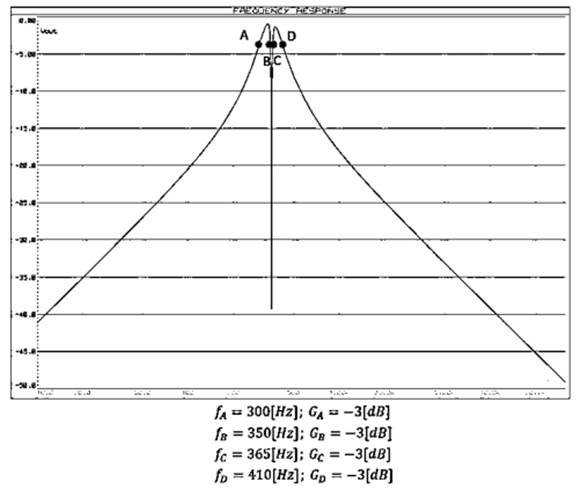 FREQUENCY RESPONSE
0.00
Vout
A
D
B C
-5.00
-10.0
-15.0
-20.0
-25.0
-30.0
-35.0
-40.0
-45.0
-50.0
f_A = 300[Hz]; G_A = −3[dB]
f_B = 350[Hz]; G_B = −3[dB]
f_C = 365[Hz]; G_C = −3[dB]
f_D = 410[Hz]; G_D = −3[dB]